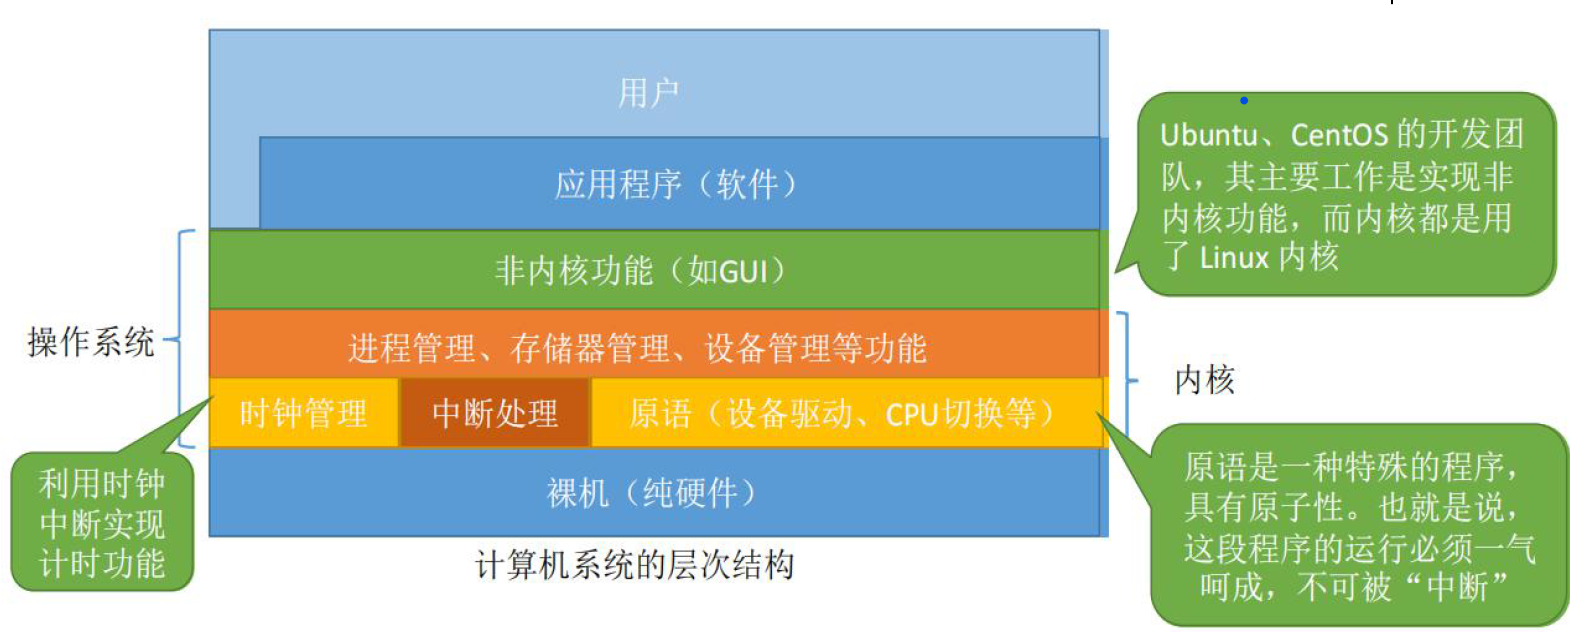 用户
应用程序（软件）
Ubuntu、CentOS 的开发团
队，其主要工作是实现非
内核功能，而内核都是用
了 Linux 内核
非内核功能（如GUI）
操作系统
进程管理、存储器管理、设备管理等功能
内核
时钟管理
中断处理
原语（设备驱动、CPU切换等）
利用时钟
中断实现
计时功能
裸机（纯硬件）
原语是一种特殊的程序，
具有原子性。也就是说，
这段程序的运行必须一气
呵成，不可被“中断”
计算机系统的层次结构